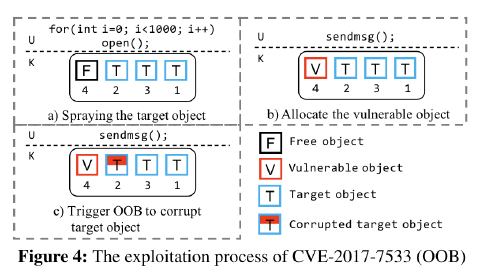 for(int i=0; i<1000; i++)
U open();
K
F T T T
4 2 3 1
a) Spraying the target object
U sendmsg();
K
V T T T
4 2 3 1
b) Allocate the vulnerable object
U sendmsg();
K
V T T T
4 2 3 1
c) Trigger OOB to corrupt
target object
F Free object
V Vulnerable object
T Target object
T Corrupted target object
Figure 4: The exploitation process of CVE-2017-7533 (OOB)